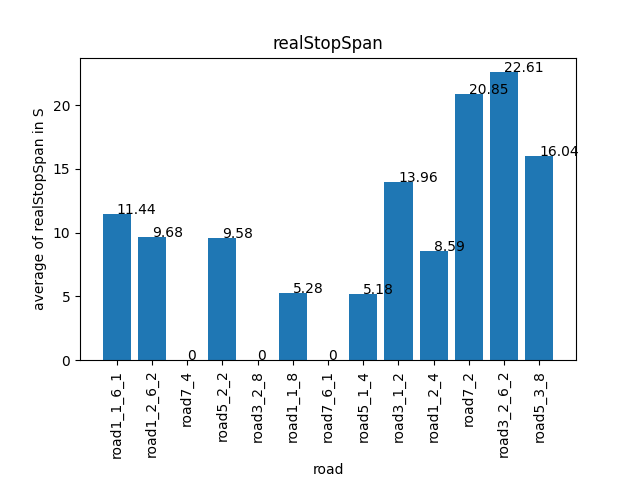 realStopSpan
average of realStopSpan in S
20
15
10
5
0
11.44
9.68
0
9.58
0
5.28
0
5.18
13.96
8.59
20.85
22.61
16.04
road1_1_6_1
road1_2_6_2
road7_4
road5_2_2
road3_2_8
road1_1_8
road7_6_1
road5_1_4
road3_1_2
road1_2_4
road7_2
road3_2_6_2
road5_3_8
road